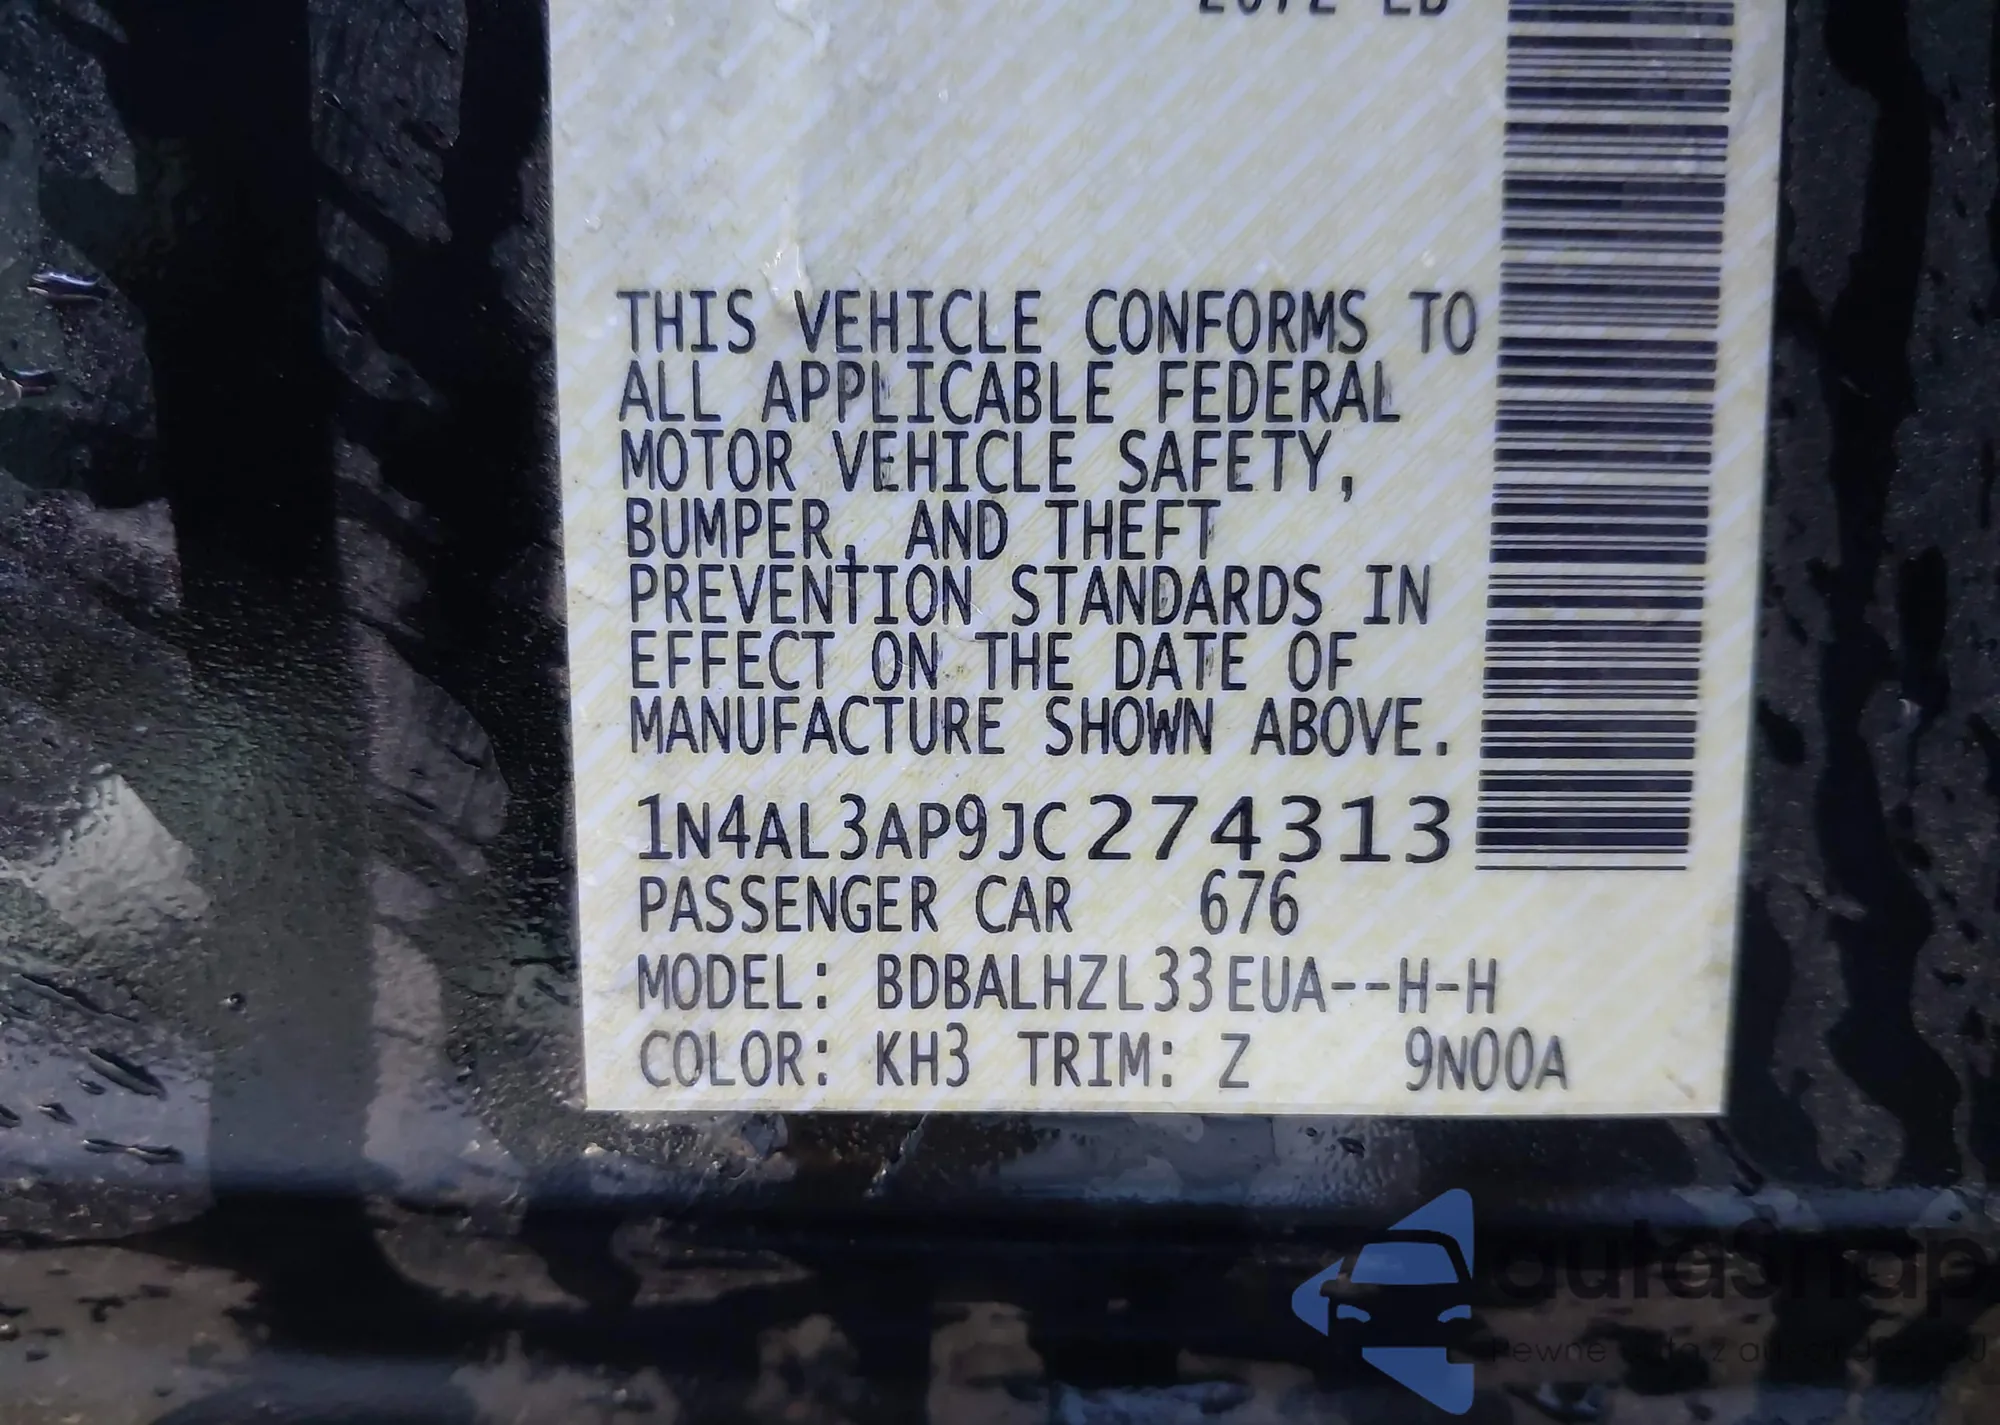 THIS VEHICLE CONFORMS TO
ALL APPLICABLE FEDERAL
MOTOR VEHICLE SAFETY,
BUMPER, AND THEFT
PREVENTION STANDARDS IN
EFFECT ON THE DATE OF
MANUFACTURE SHOWN ABOVE.
1N4AL3AP9JC274313
PASSENGER CAR 676
MODEL: BDBALHZL33EUA--H-H
COLOR: KH3 TRIM: Z 9N00A
autaSnap